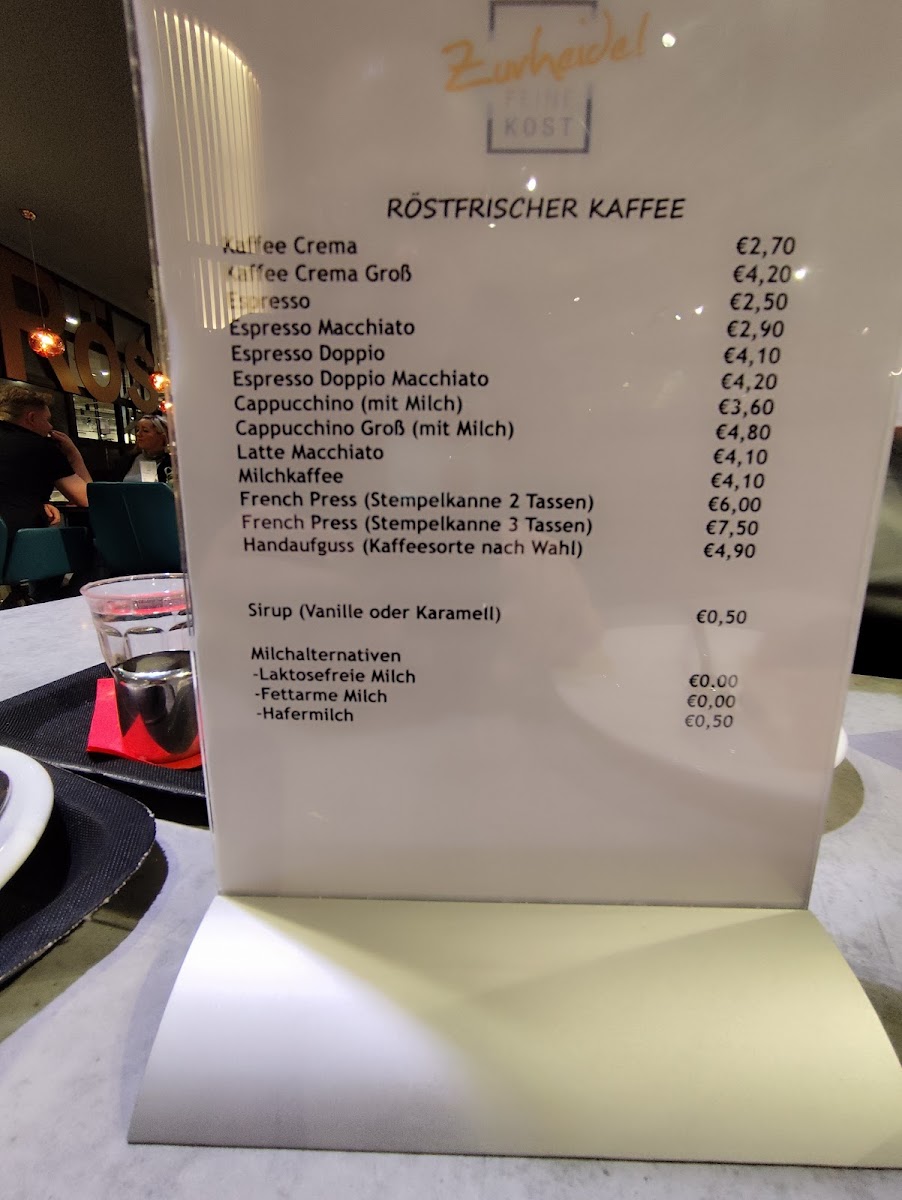 Zurheide
FEINE
KOST
RÖSTFRISCHER KAFFEE
Kaffee Crema €2,70
Kaffee Crema Groß €4,20
Espresso €2,50
Espresso Macchiato €2,90
Espresso Doppio €4,10
Espresso Doppio Macchiato €4,20
Cappucchino (mit Milch) €3,60
Cappucchino Groß (mit Milch) €4,80
Latte Macchiato €4,10
Milchkaffee €4,10
French Press (Stempelkanne 2 Tassen) €6,00
French Press (Stempelkanne 3 Tassen) €7,50
Handaufguss (Kaffeesorte nach Wahl) €4,90
Sirup (Vanille oder Karamell) €0,50
Milchalternativen
-Laktosefreie Milch €0.00
-Fettarme Milch €0,00
-Hafermilch €0,50
Rös